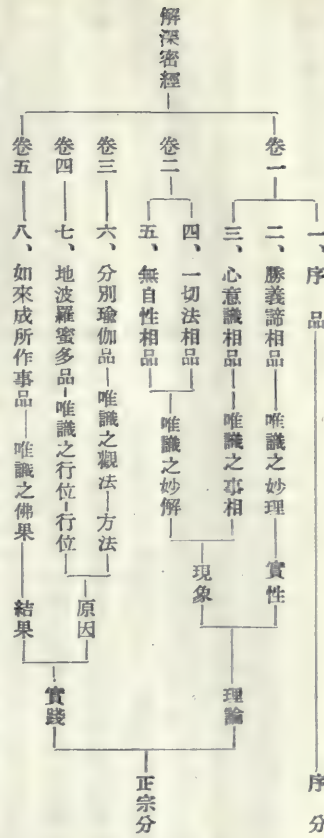 解深密經
卷一
一、序品 序分
二、勝義諦相品 唯識之妙理 實性
三、心意識相品 唯識之事相
卷二
四、一切法相品
五、無自性相品
唯識之妙解
現象
理論
卷三 六、分別瑜伽品 唯識之觀法 方法
卷四 七、地波羅蜜多品 唯識之行位 行位
原因
卷五 八、如來成所作事品 唯識之佛果 結果
實踐
正宗分